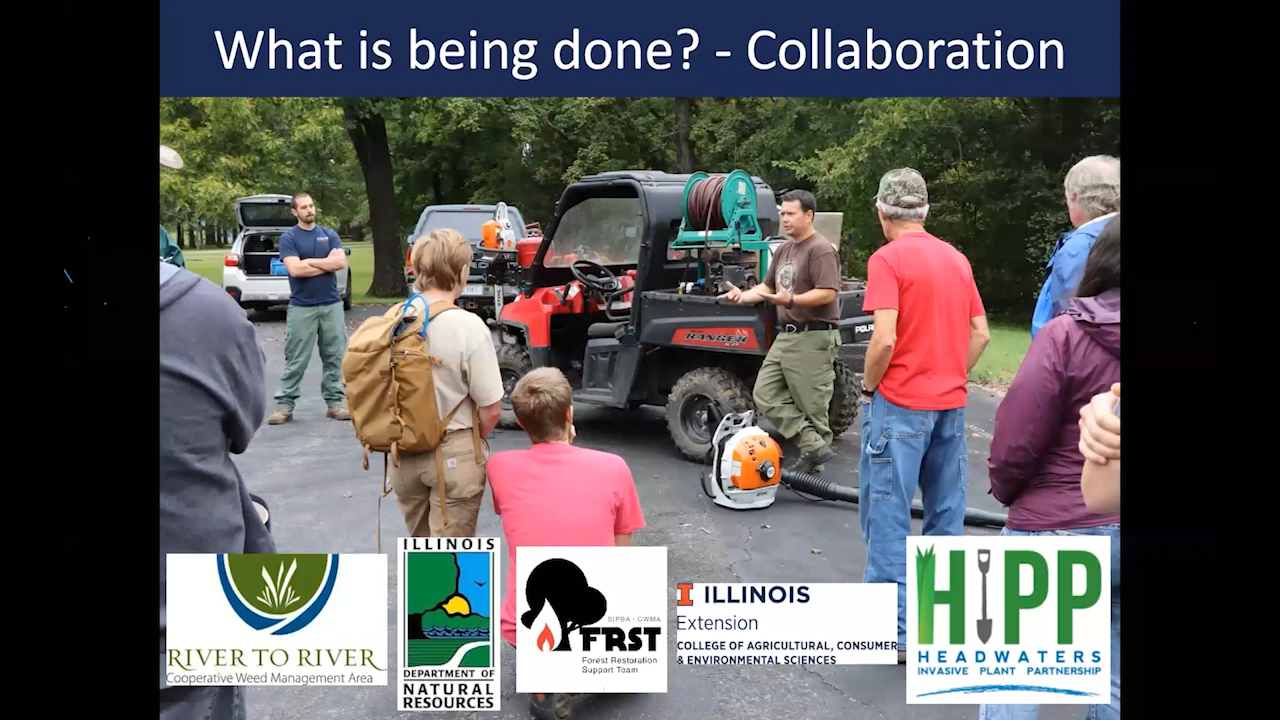 What is being done? - Collaboration
RANGER
RIVER TO RIVER
Cooperative Weed Management Area
ILLINOIS
DEPARTMENT OF
NATURAL
RESOURCES
SIPBA · CWMA
FRST
Forest Restoration
Support Team
I ILLINOIS
Extension
COLLEGE OF AGRICULTURAL, CONSUMER
& ENVIRONMENTAL SCIENCES
HIPP
HEADWATERS
INVASIVE PLANT PARTNERSHIP